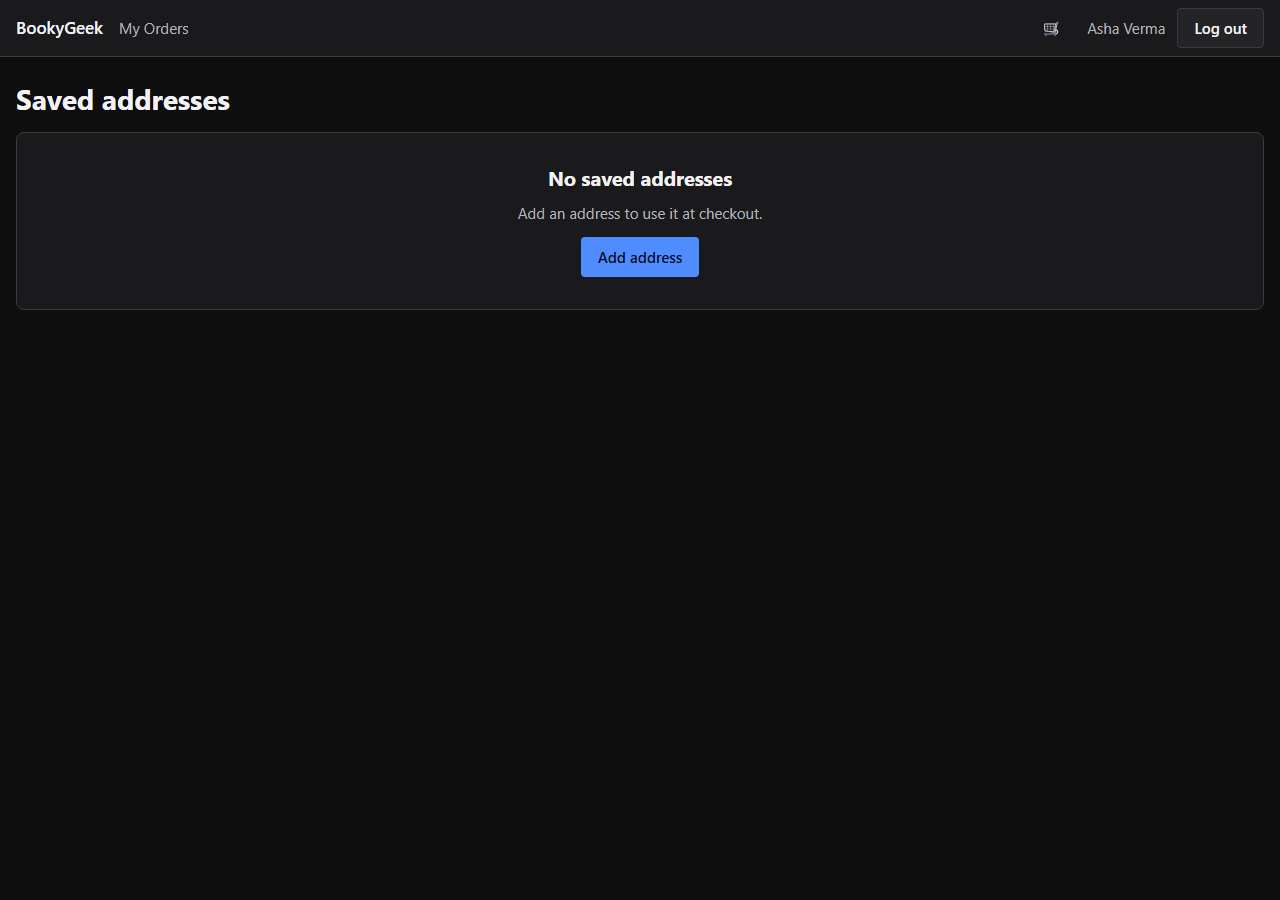 BookyGeek My Orders Asha Verma Log out
Saved addresses
No saved addresses
Add an address to use it at checkout.
Add address